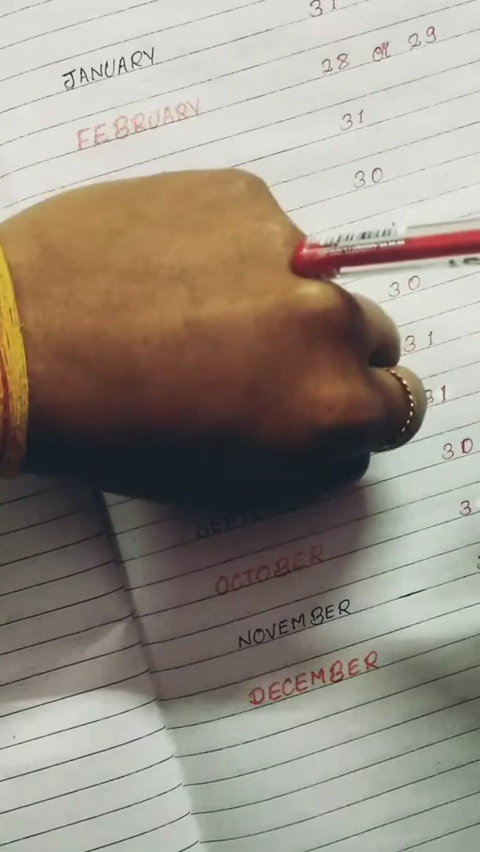 JANUARY 31
FEBRUARY 28 or 29
31
30
30
31
31
30
OCTOBER 3
NOVEMBER
DECEMBER